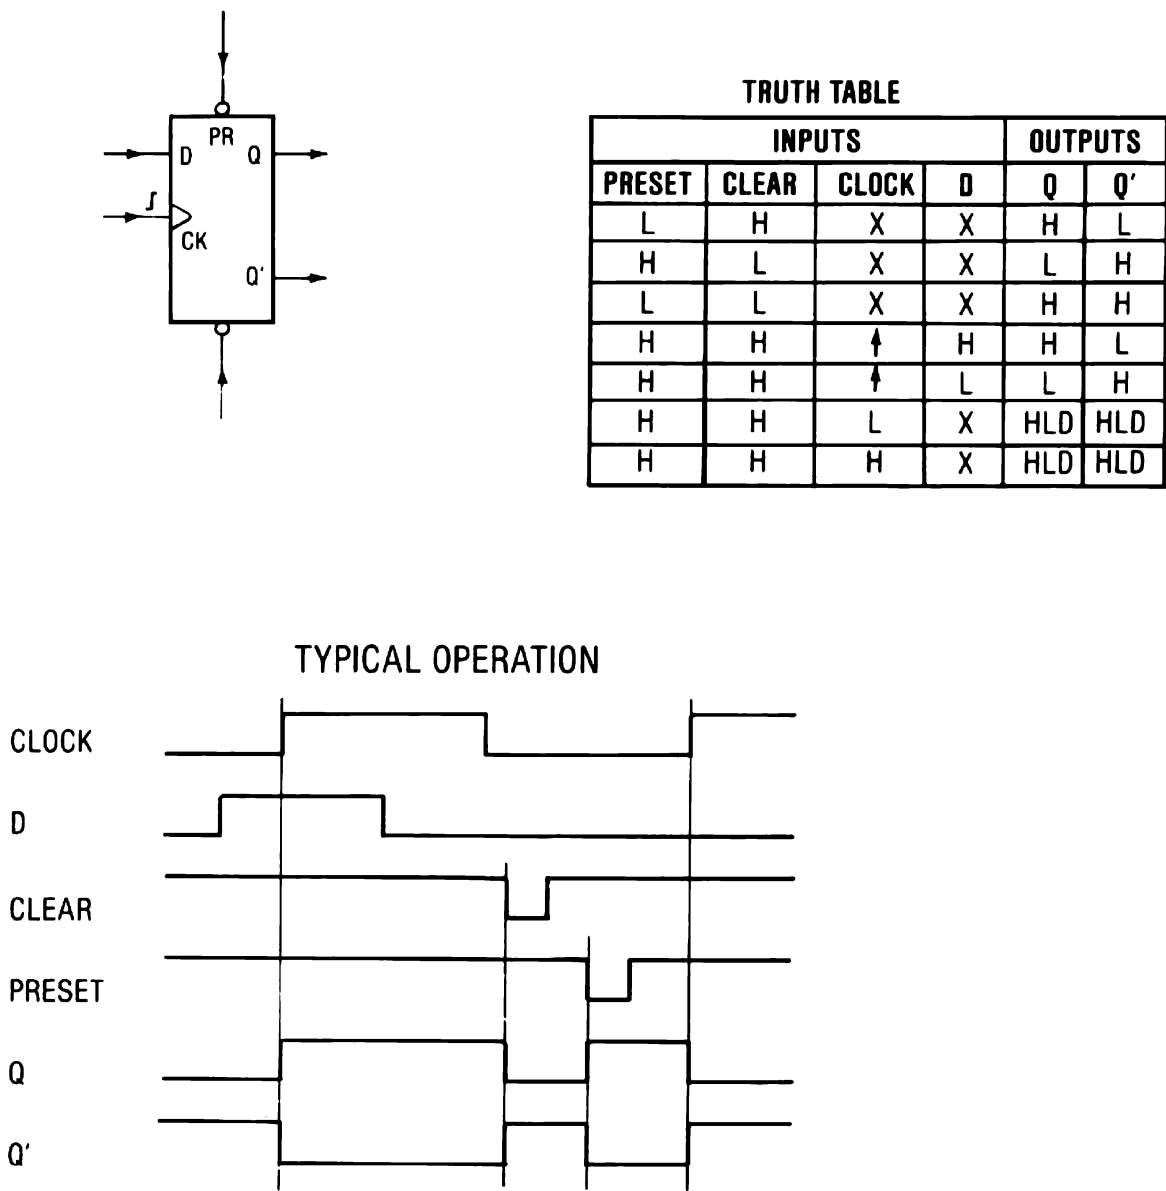 PR
D Q
CK
Q'
TRUTH TABLE
INPUTS OUTPUTS
PRESET CLEAR CLOCK D Q Q'
L H X X H L
H L X X L H
L L X X H H
H H ↑ H H L
H H ↑ L L H
H H L X HLD HLD
H H H X HLD HLD
TYPICAL OPERATION
CLOCK
D
CLEAR
PRESET
Q
Q'